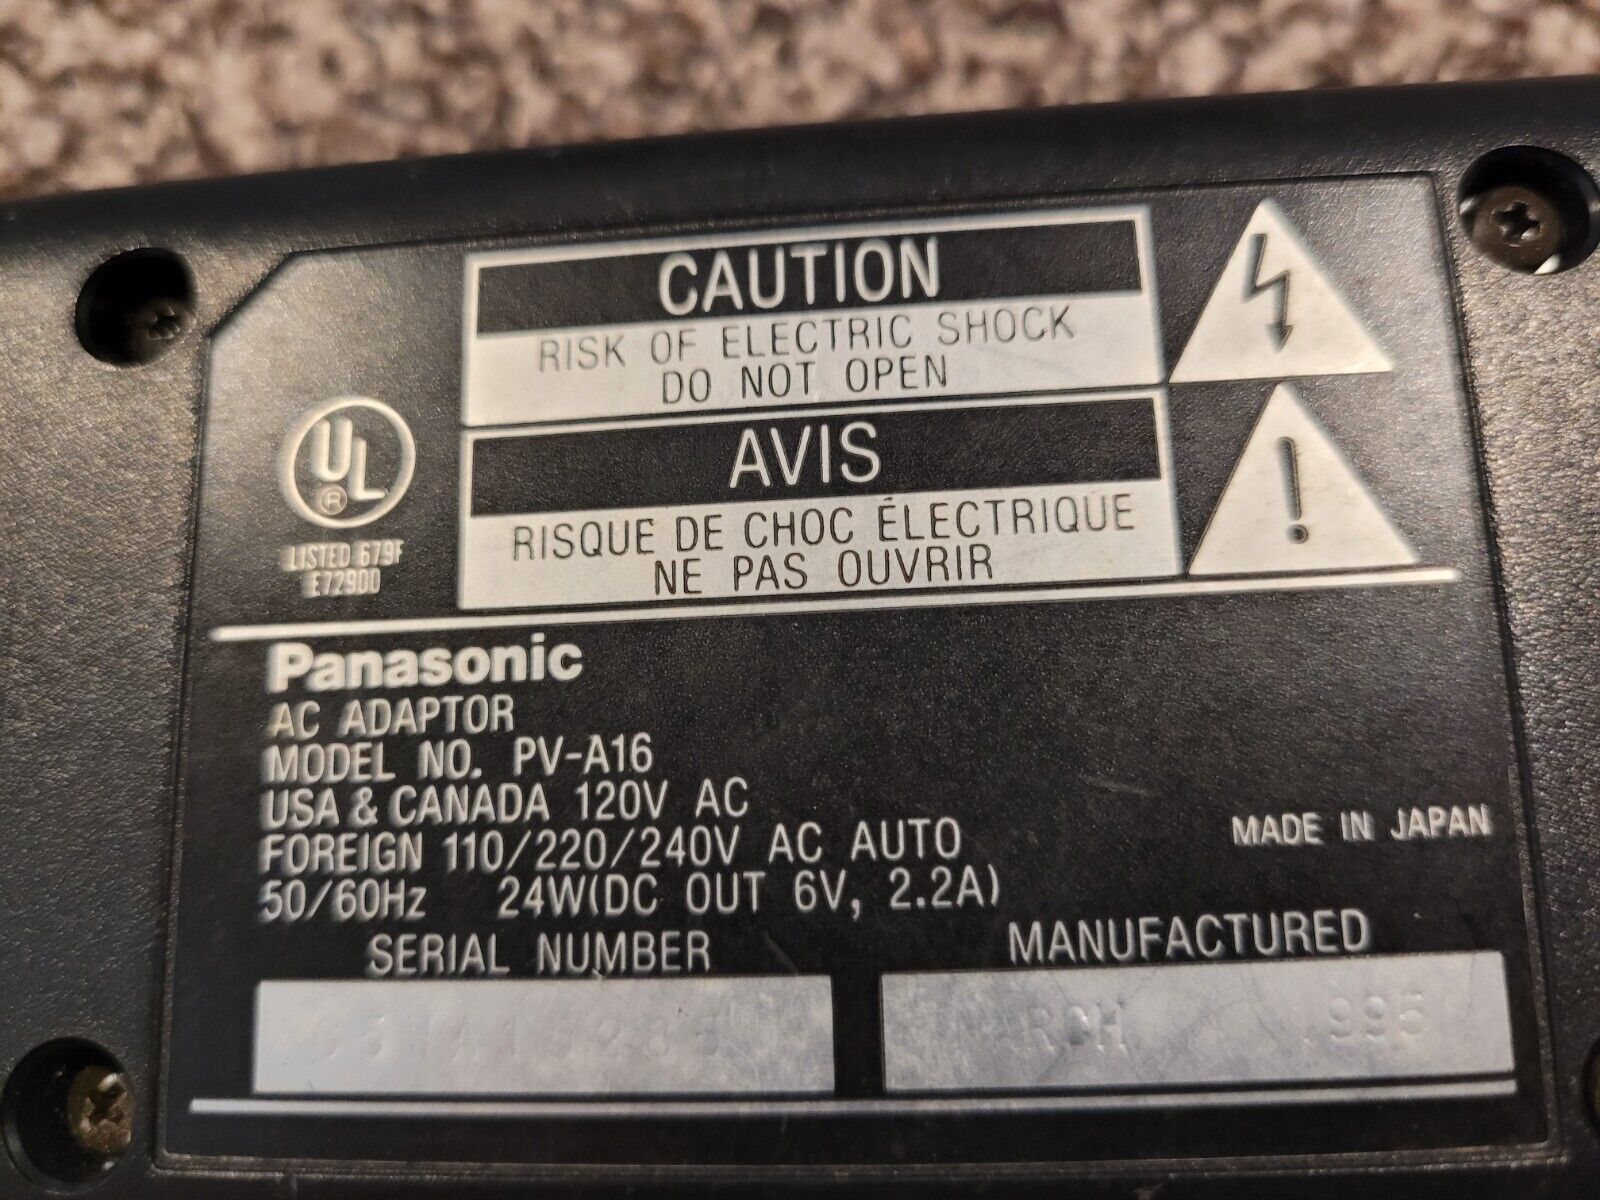 CAUTION
RISK OF ELECTRIC SHOCK
DO NOT OPEN
AVIS
RISQUE DE CHOC ÉLECTRIQUE
NE PAS OUVRIR
UL
®
LISTED 679F
E72900
Panasonic
AC ADAPTOR
MODEL NO. PV-A16
USA & CANADA 120V AC
FOREIGN 110/220/240V AC AUTO
50/60Hz 24W(DC OUT 6V, 2.2A)
MADE IN JAPAN
SERIAL NUMBER
MANUFACTURED
MARCH 1995